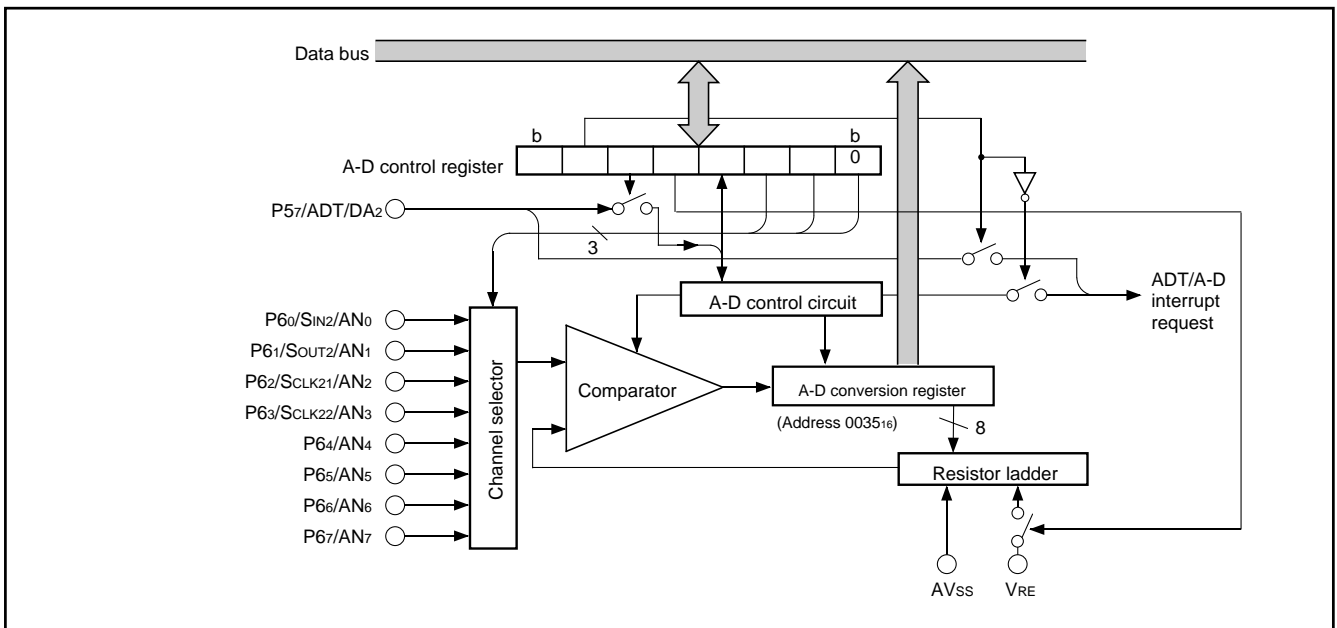 Data bus
b
b
0
A-D control register
P57/ADT/DA2
3
A-D control circuit
ADT/A-D
interrupt
request
P60/SIN2/AN0
P61/SOUT2/AN1
P62/SCLK21/AN2
P63/SCLK22/AN3
P64/AN4
P65/AN5
P66/AN6
P67/AN7
Channel selector
Comparator
A-D conversion register
(Address 003516)
8
Resistor ladder
AVSS
VRE